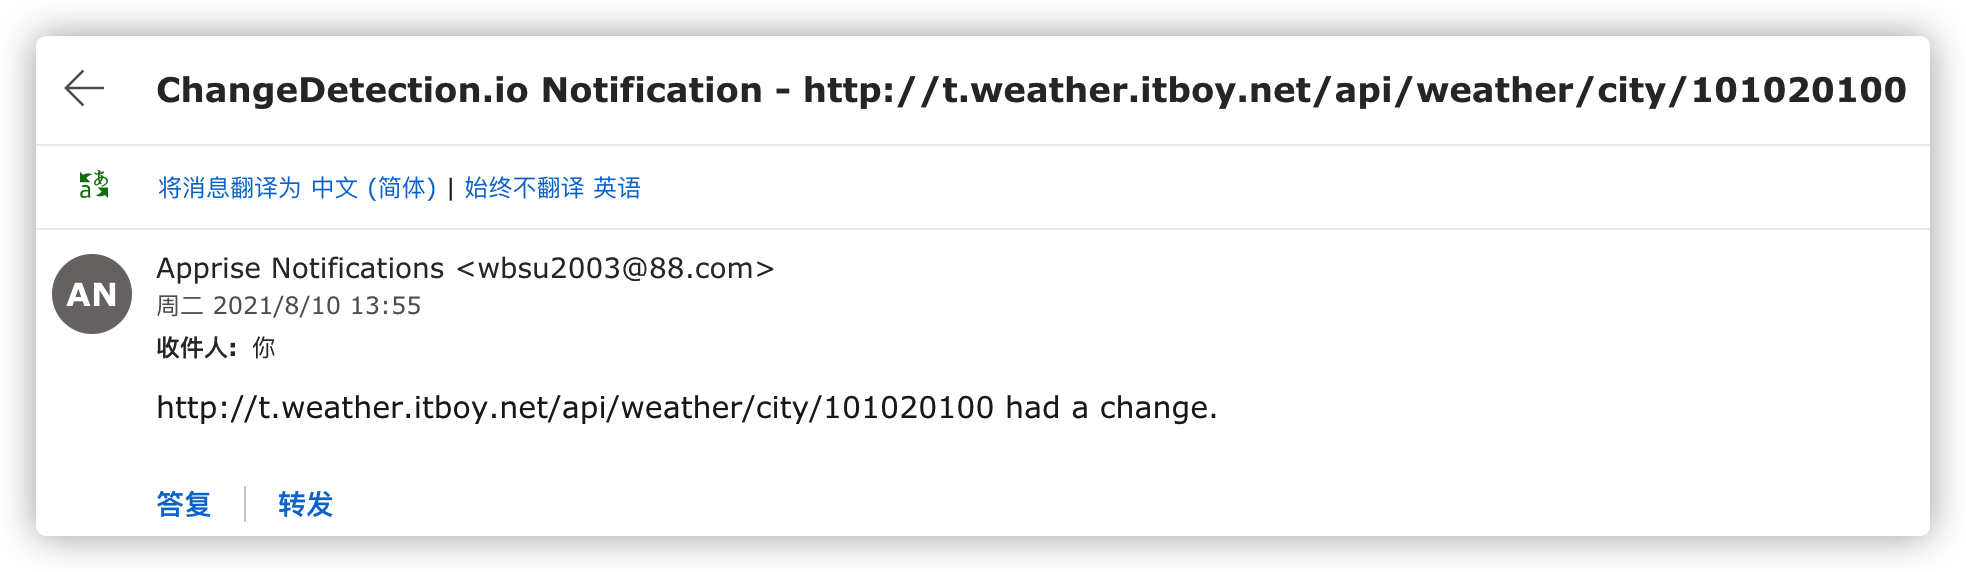 ChangeDetection.io Notification - http://t.weather.itboy.net/api/weather/city/101020100
将消息翻译为 中文 (简体) | 始终不翻译 英语
AN
Apprise Notifications <wbsu2003@88.com>
周二 2021/8/10 13:55
收件人: 你
http://t.weather.itboy.net/api/weather/city/101020100 had a change.
答复 | 转发